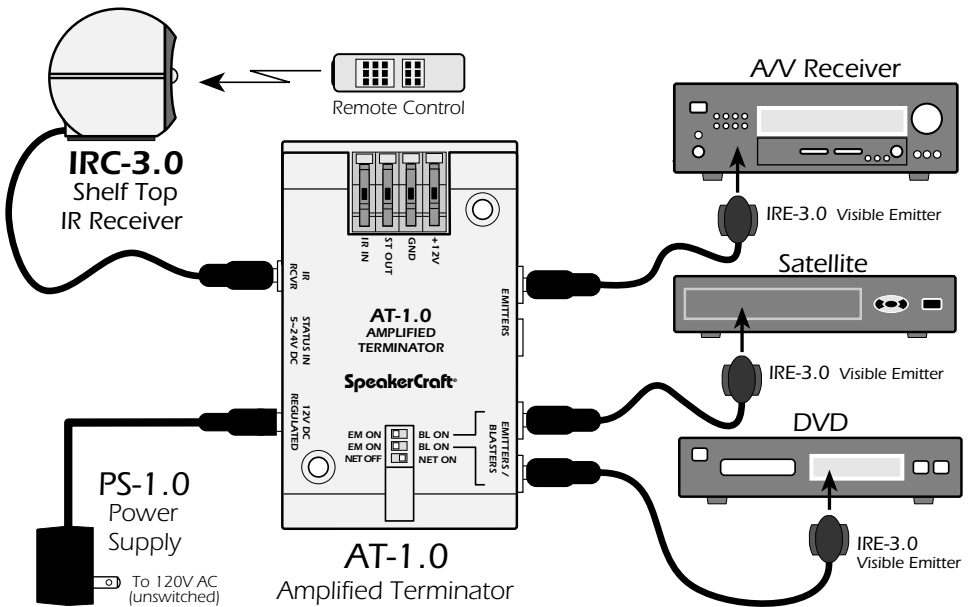 Remote Control
IRC-3.0
Shelf Top
IR Receiver
IR IN
ST OUT
GND
+12V
IR
RCVR
STATUS IN
5~24V DC
12V DC
REGULATED
EMITTERS
AT-1.0
AMPLIFIED
TERMINATOR
SpeakerCraft
EM ON BL ON
EM ON BL ON
NET OFF NET ON
EMITTERS /
BLASTERS
PS-1.0
Power
Supply
To 120V AC
(unswitched)
AT-1.0
Amplified Terminator
A/V Receiver
IRE-3.0 Visible Emitter
Satellite
IRE-3.0 Visible Emitter
DVD
IRE-3.0
Visible Emitter